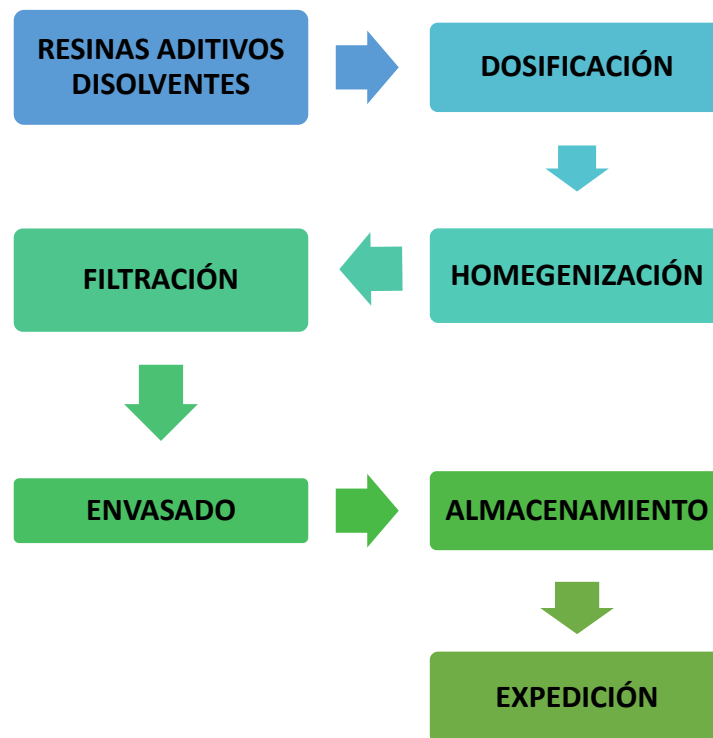 RESINAS ADITIVOS
DISOLVENTES
DOSIFICACIÓN
HOMEGENIZACIÓN
FILTRACIÓN
ENVASADO
ALMACENAMIENTO
EXPEDICIÓN